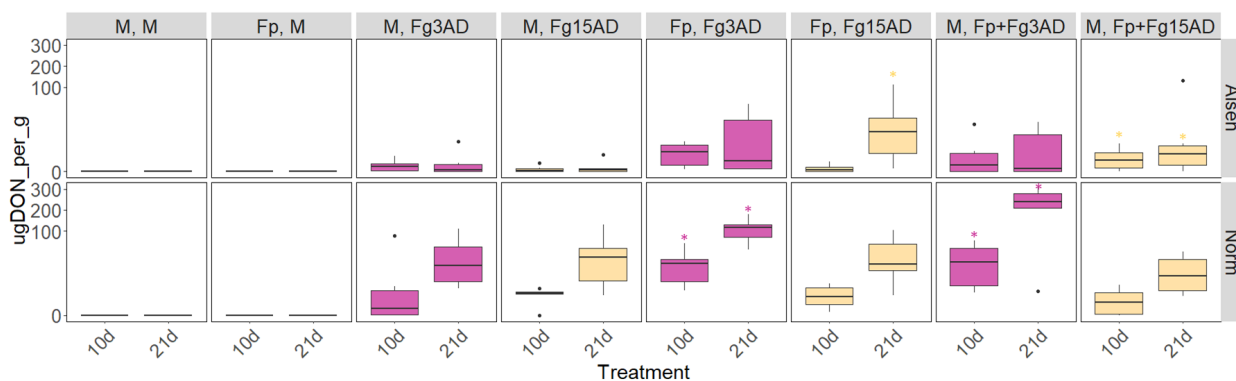 M, M
Fp, M
M, Fg3AD
M, Fg15AD
Fp, Fg3AD
Fp, Fg15AD
M, Fp+Fg3AD
M, Fp+Fg15AD
ugDON_per_g
300
200
100
0
*
*
*
Alsen
300
200
100
0
*
*
*
*
Norm
10d
21d
10d
21d
10d
21d
10d
21d
10d
21d
10d
21d
10d
21d
10d
21d
Treatment